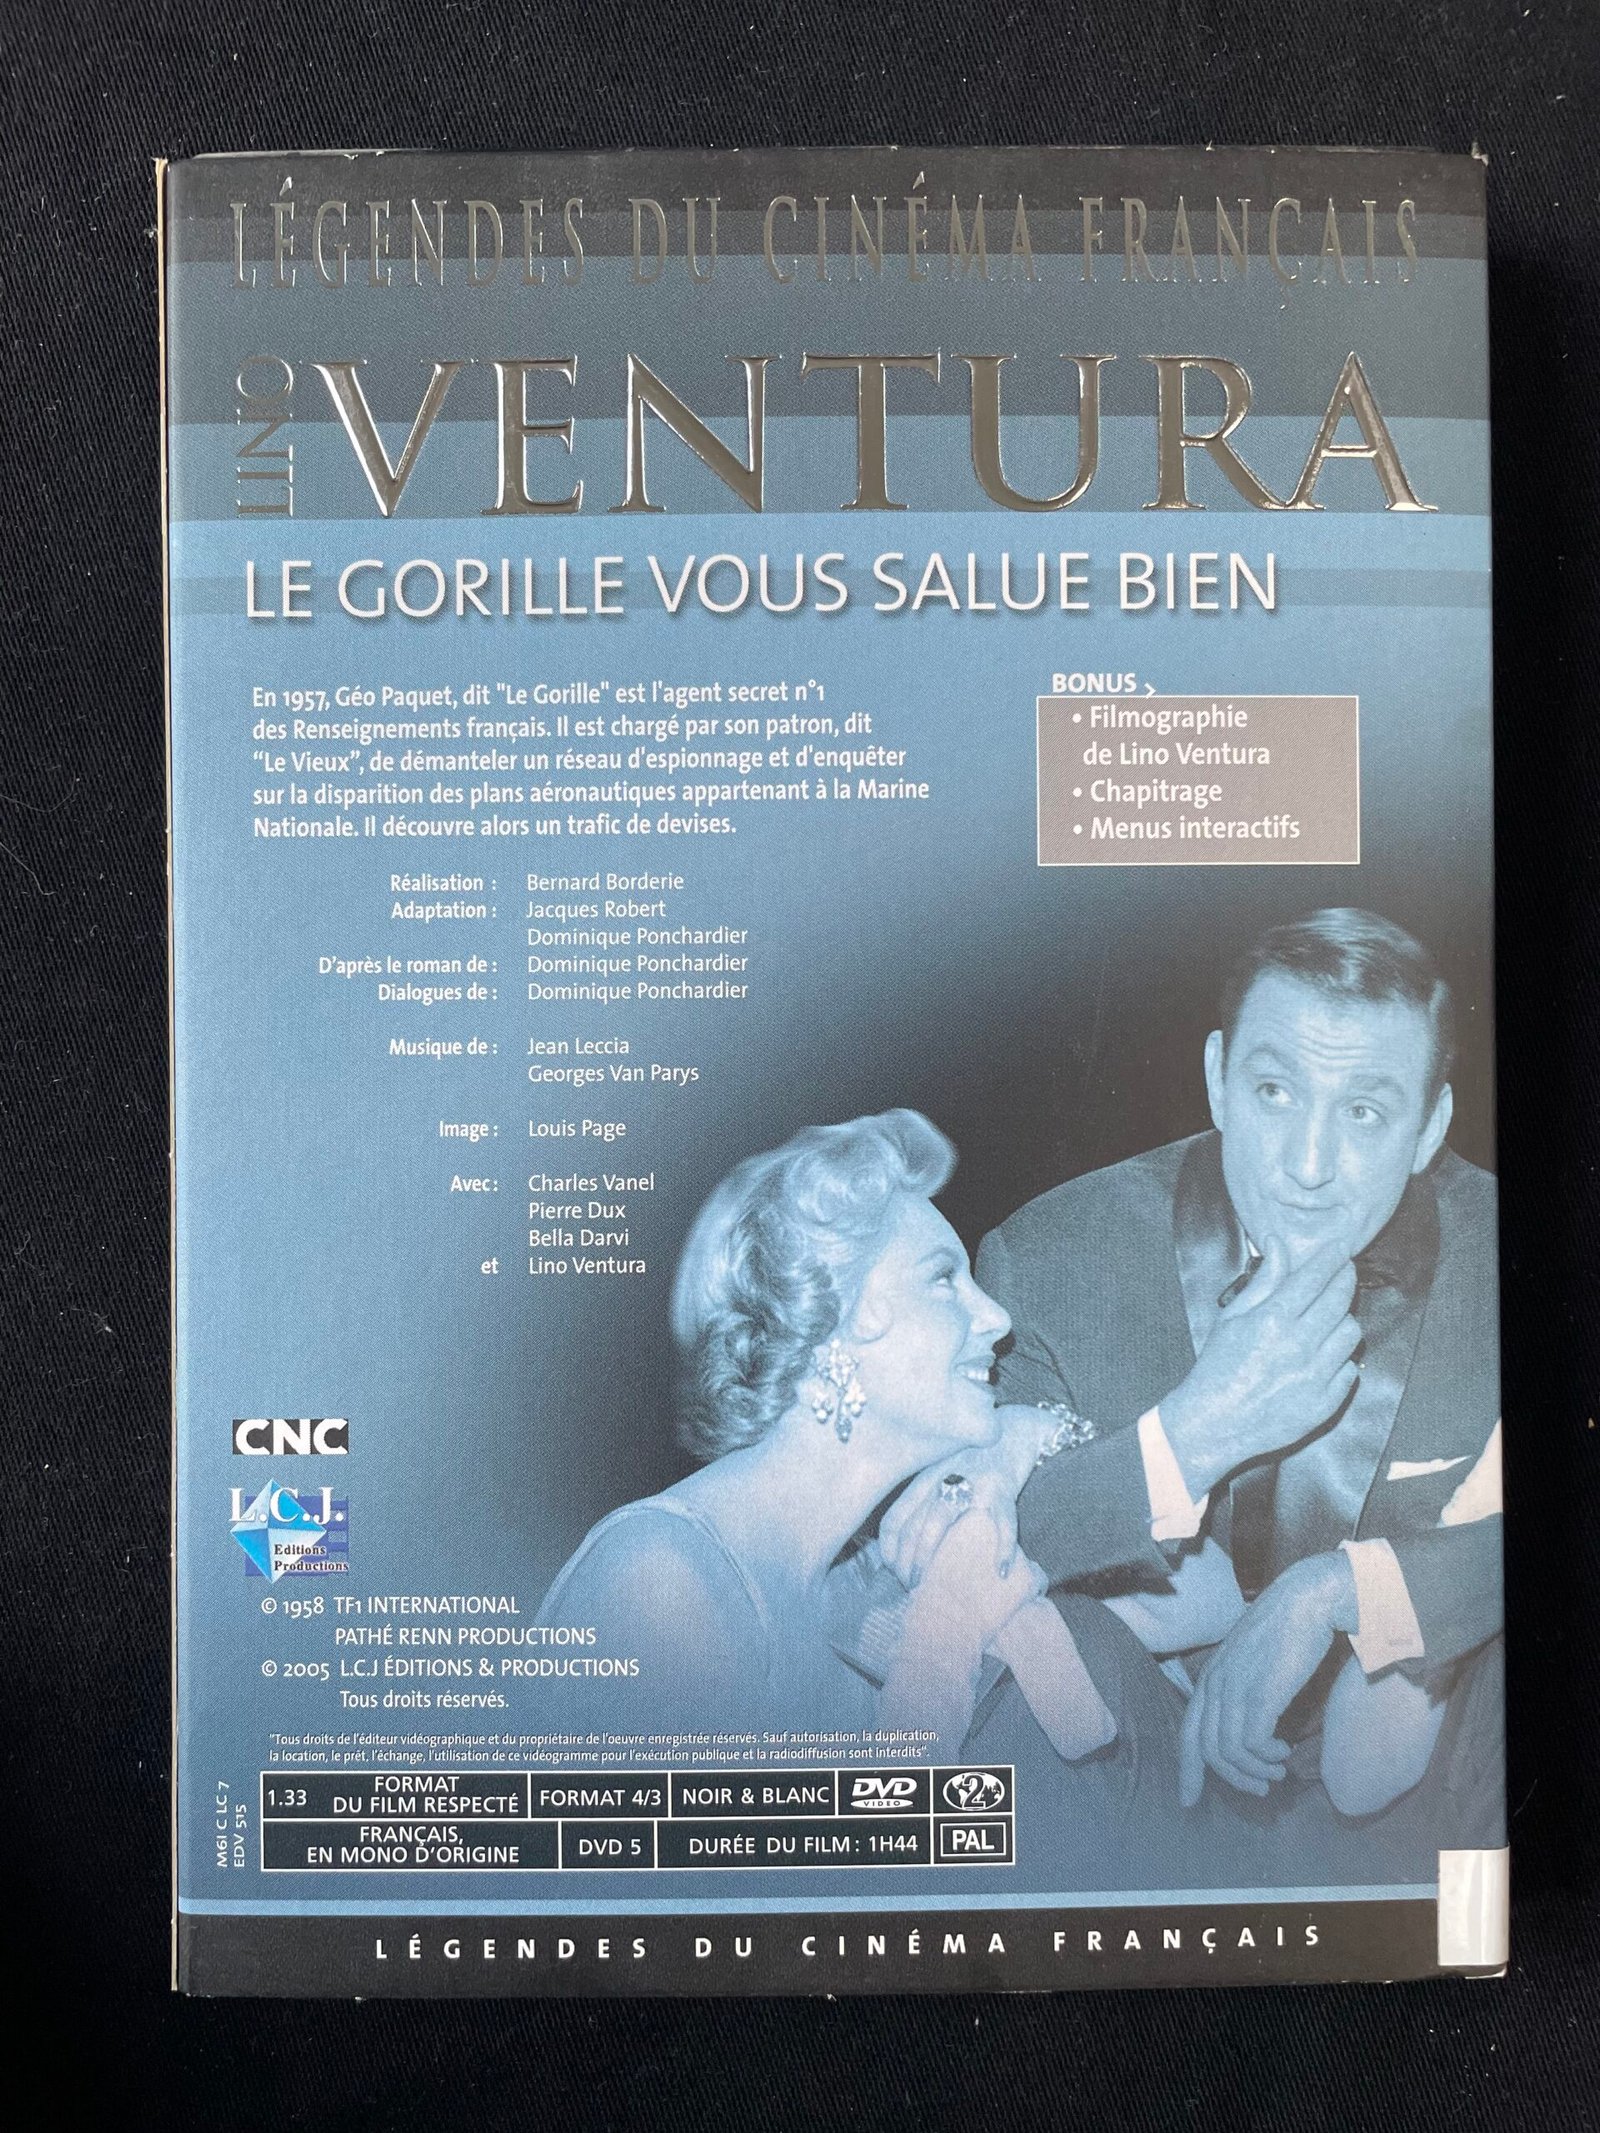 LÉGENDES DU CINÉMA FRANÇAIS
LINO VENTURA
LE GORILLE VOUS SALUE BIEN
En 1957, Géo Paquet, dit "Le Gorille" est l'agent secret n°1
des Renseignements français. Il est chargé par son patron, dit
“Le Vieux”, de démanteler un réseau d'espionnage et d'enquêter
sur la disparition des plans aéronautiques appartenant à la Marine
Nationale. Il découvre alors un trafic de devises.
BONUS >
• Filmographie
de Lino Ventura
• Chapitrage
• Menus interactifs
Réalisation : Bernard Borderie
Adaptation : Jacques Robert
Dominique Ponchardier
D'après le roman de : Dominique Ponchardier
Dialogues de : Dominique Ponchardier
Musique de : Jean Leccia
Georges Van Parys
Image : Louis Page
Avec : Charles Vanel
Pierre Dux
Bella Darvi
et Lino Ventura
CNC
L.C.J.
Editions
Productions
© 1958 TF1 INTERNATIONAL
PATHÉ RENN PRODUCTIONS
© 2005 L.C.J ÉDITIONS & PRODUCTIONS
Tous droits réservés.
"Tous droits de l'éditeur vidéographique et du propriétaire de l'oeuvre enregistrée réservés. Sauf autorisation, la duplication,
la location, le prêt, l'échange, l'utilisation de ce vidéogramme pour l'exécution publique et la radiodiffusion sont interdits".
M6I C LC 7
EDV 515
1.33 FORMAT
DU FILM RESPECTÉ
FORMAT 4/3
NOIR & BLANC
DVD
VIDEO
2
FRANÇAIS,
EN MONO D'ORIGINE
DVD 5
DURÉE DU FILM : 1H44
PAL
LÉGENDES DU CINÉMA FRANÇAIS